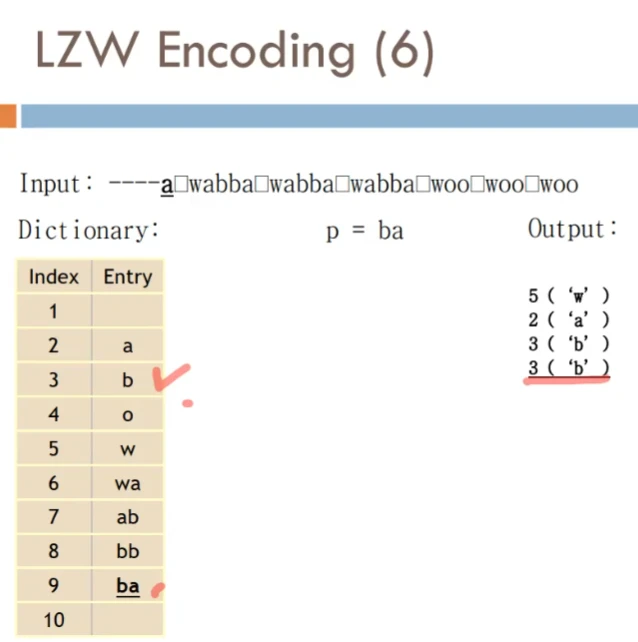 LZW Encoding (6)
Input: ----a□wabba□wabba□wabba□woo□woo□woo
Dictionary:
p = ba
Output:
Index Entry
1
2 a
3 b
4 o
5 w
6 wa
7 ab
8 bb
9 ba
10
5 ( ‘w’ )
2 ( ‘a’ )
3 ( ‘b’ )
3 ( ‘b’ )